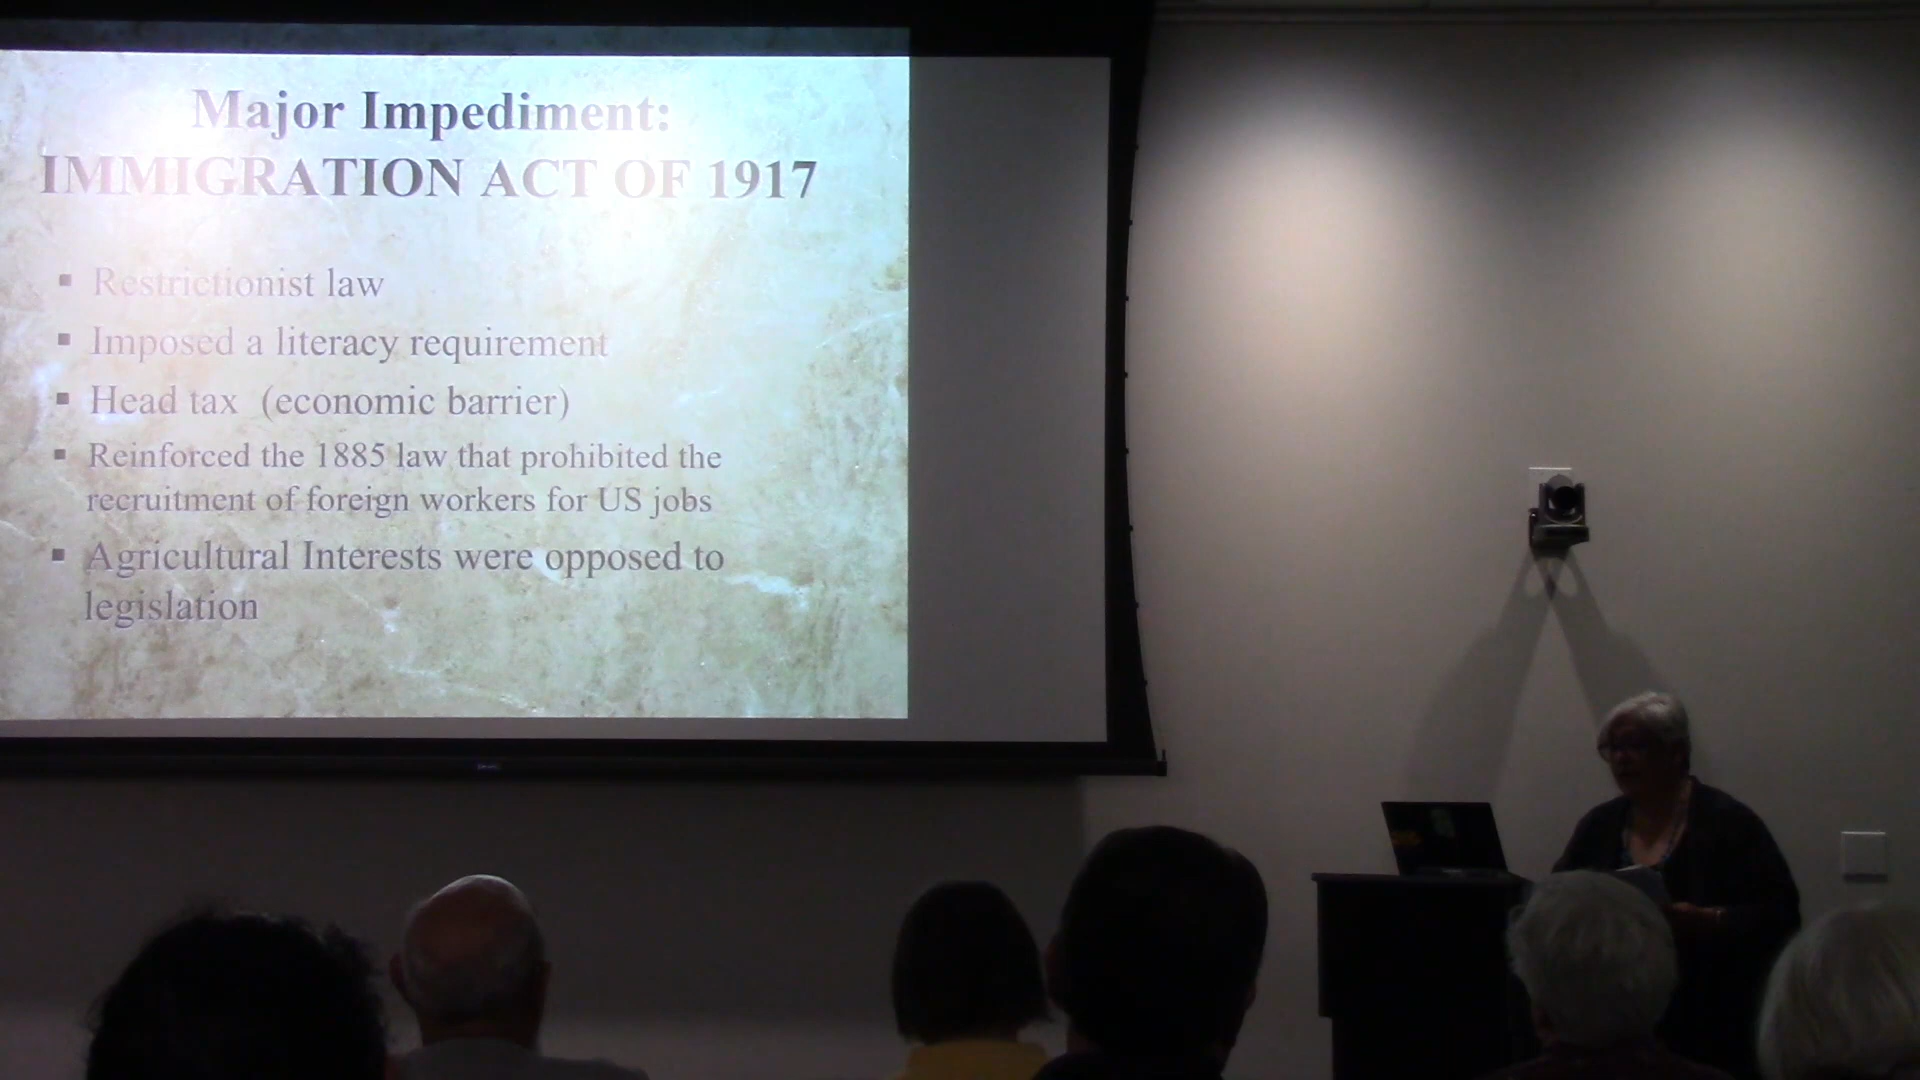 Major Impediment:
IMMIGRATION ACT OF 1917
▪ Restrictionist law
▪ Imposed a literacy requirement
▪ Head tax (economic barrier)
▪ Reinforced the 1885 law that prohibited the
recruitment of foreign workers for US jobs
▪ Agricultural Interests were opposed to
legislation